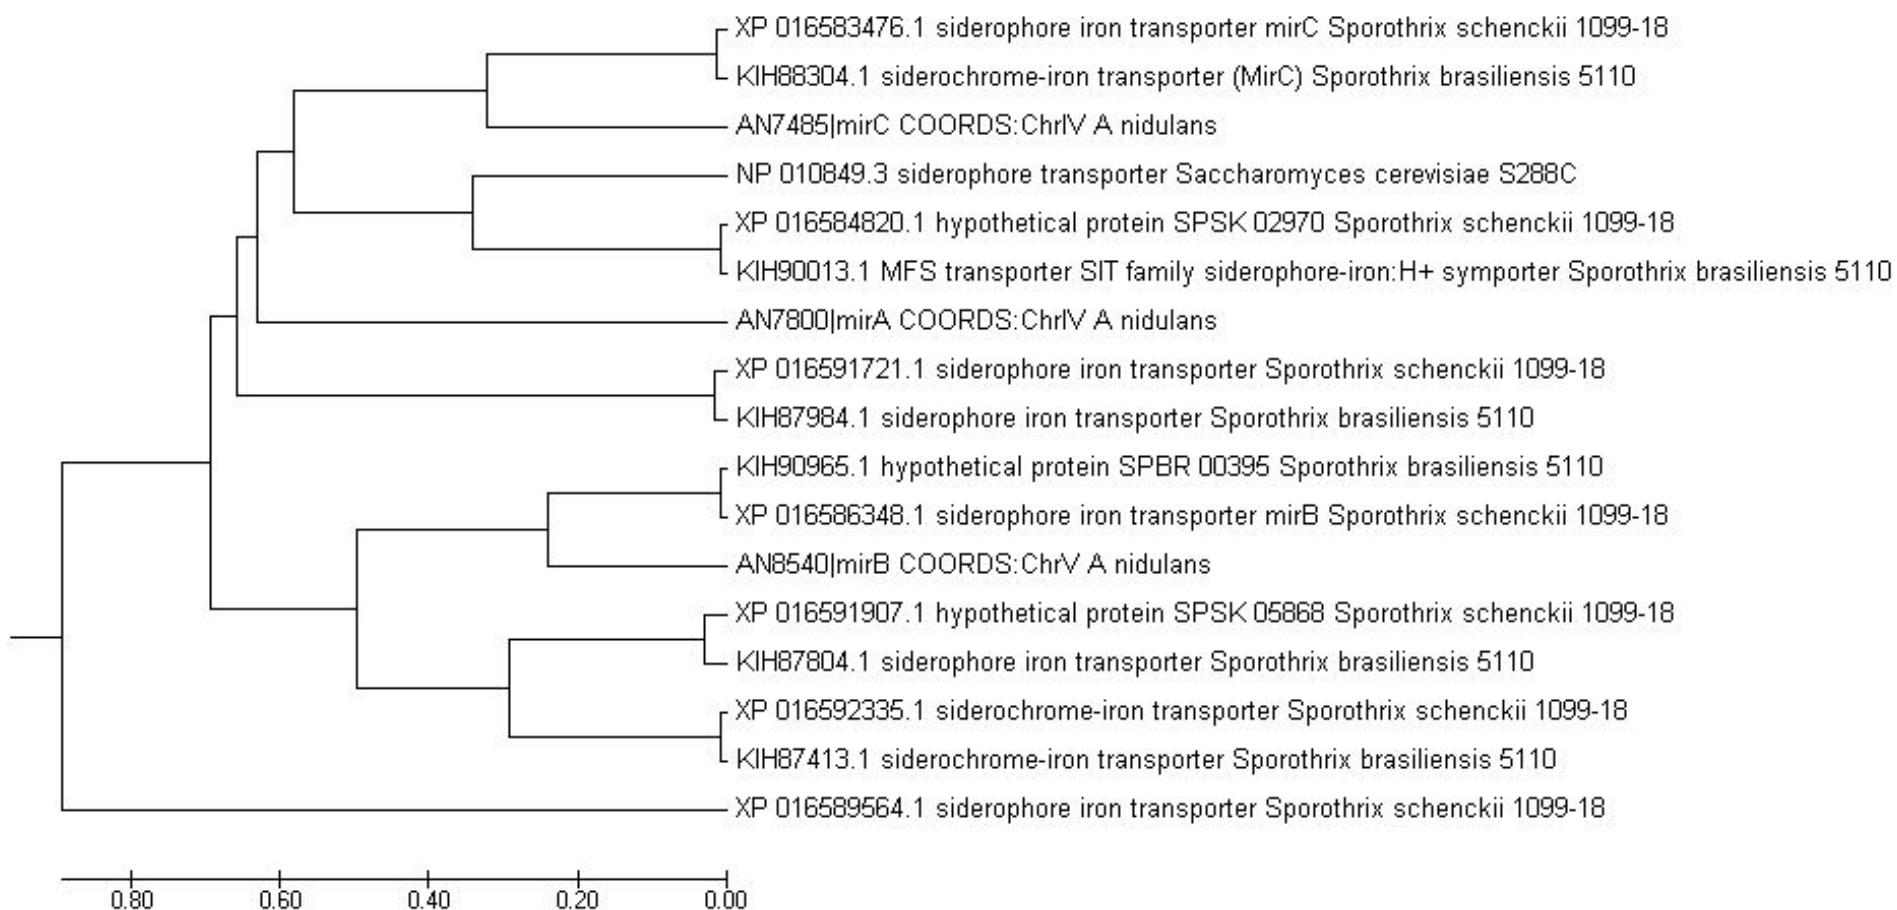 XP 016583476.1 siderophore iron transporter mirC Sporothrix schenckii 1099-18
KIH88304.1 siderochrome-iron transporter (MirC) Sporothrix brasiliensis 5110
AN7485|mirC COORDS:ChrIV A nidulans
NP 010849.3 siderophore transporter Saccharomyces cerevisiae S288C
XP 016584820.1 hypothetical protein SPSK 02970 Sporothrix schenckii 1099-18
KIH90013.1 MFS transporter SIT family siderophore-iron:H+ symporter Sporothrix brasiliensis 5110
AN7800|mirA COORDS:ChrIV A nidulans
XP 016591721.1 siderophore iron transporter Sporothrix schenckii 1099-18
KIH87984.1 siderophore iron transporter Sporothrix brasiliensis 5110
KIH90965.1 hypothetical protein SPBR 00395 Sporothrix brasiliensis 5110
XP 016586348.1 siderophore iron transporter mirB Sporothrix schenckii 1099-18
AN8540|mirB COORDS:ChrV A nidulans
XP 016591907.1 hypothetical protein SPSK 05868 Sporothrix schenckii 1099-18
KIH87804.1 siderophore iron transporter Sporothrix brasiliensis 5110
XP 016592335.1 siderochrome-iron transporter Sporothrix schenckii 1099-18
KIH87413.1 siderochrome-iron transporter Sporothrix brasiliensis 5110
XP 016589564.1 siderophore iron transporter Sporothrix schenckii 1099-18
0.80 0.60 0.40 0.20 0.00